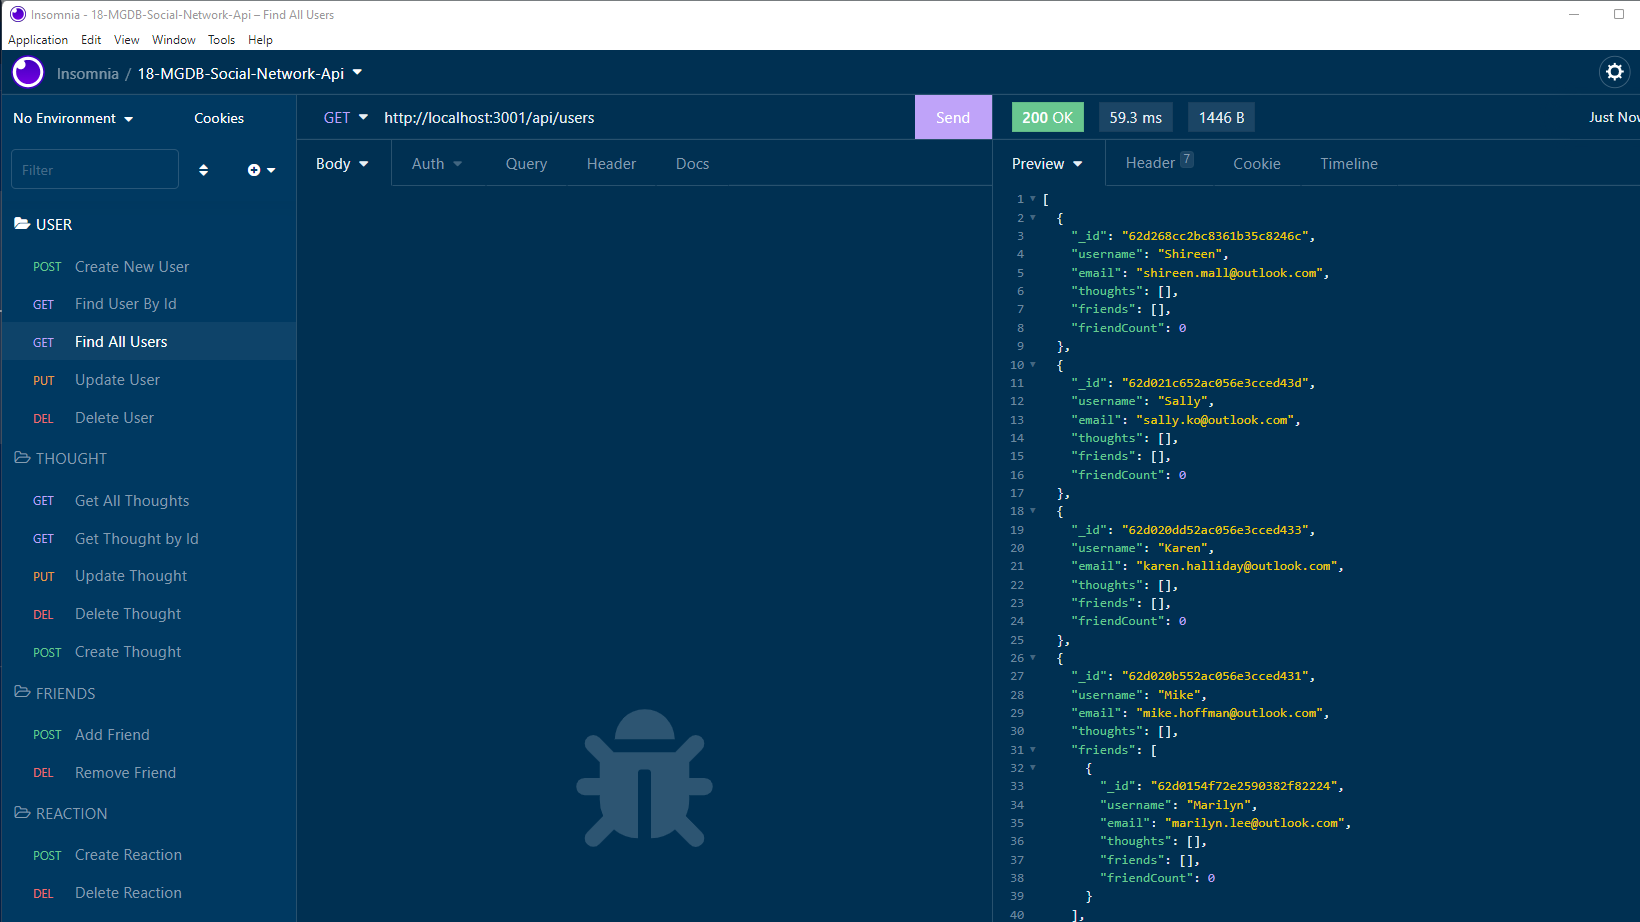 Insomnia - 18-MGDB-Social-Network-Api – Find All Users
Application Edit View Window Tools Help
Insomnia / 18-MGDB-Social-Network-Api
No Environment Cookies
Filter
USER
POST Create New User
GET Find User By Id
GET Find All Users
PUT Update User
DEL Delete User
THOUGHT
GET Get All Thoughts
GET Get Thought by Id
PUT Update Thought
DEL Delete Thought
POST Create Thought
FRIENDS
POST Add Friend
DEL Remove Friend
REACTION
POST Create Reaction
DEL Delete Reaction
GET http://localhost:3001/api/users Send
Body Auth Query Header Docs
200 OK 59.3 ms 1446 B Just Now
Preview Header 7 Cookie Timeline
1 [
2 {
3 "_id": "62d268cc2bc8361b35c8246c",
4 "username": "Shireen",
5 "email": "shireen.mall@outlook.com",
6 "thoughts": [],
7 "friends": [],
8 "friendCount": 0
9 },
10 {
11 "_id": "62d021c652ac056e3cced43d",
12 "username": "Sally",
13 "email": "sally.ko@outlook.com",
14 "thoughts": [],
15 "friends": [],
16 "friendCount": 0
17 },
18 {
19 "_id": "62d020dd52ac056e3cced433",
20 "username": "Karen",
21 "email": "karen.halliday@outlook.com",
22 "thoughts": [],
23 "friends": [],
24 "friendCount": 0
25 },
26 {
27 "_id": "62d020b552ac056e3cced431",
28 "username": "Mike",
29 "email": "mike.hoffman@outlook.com",
30 "thoughts": [],
31 "friends": [
32 {
33 "_id": "62d0154f72e2590382f82224",
34 "username": "Marilyn",
35 "email": "marilyn.lee@outlook.com",
36 "thoughts": [],
37 "friends": [],
38 "friendCount": 0
39 }
40 ],